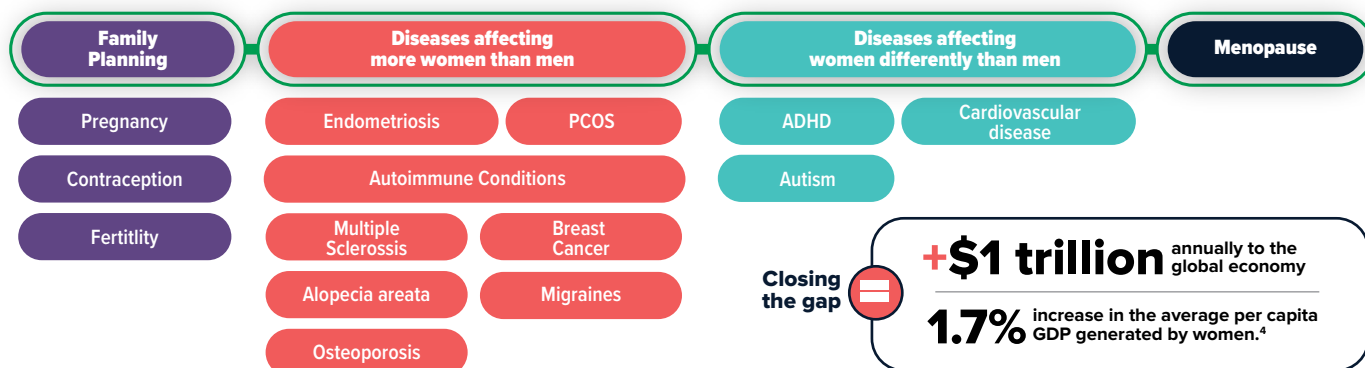 Family
Planning
Diseases affecting
more women than men
Diseases affecting
women differently than men
Menopause
Pregnancy
Contraception
Fertitlity
Endometriosis
PCOS
Autoimmune Conditions
Multiple
Sclerossis
Breast
Cancer
Alopecia areata
Migraines
Osteoporosis
ADHD
Cardiovascular
disease
Autism
Closing
the gap
=
+$1 trillion annually to the
global economy
1.7% increase in the average per capita
GDP generated by women.⁴